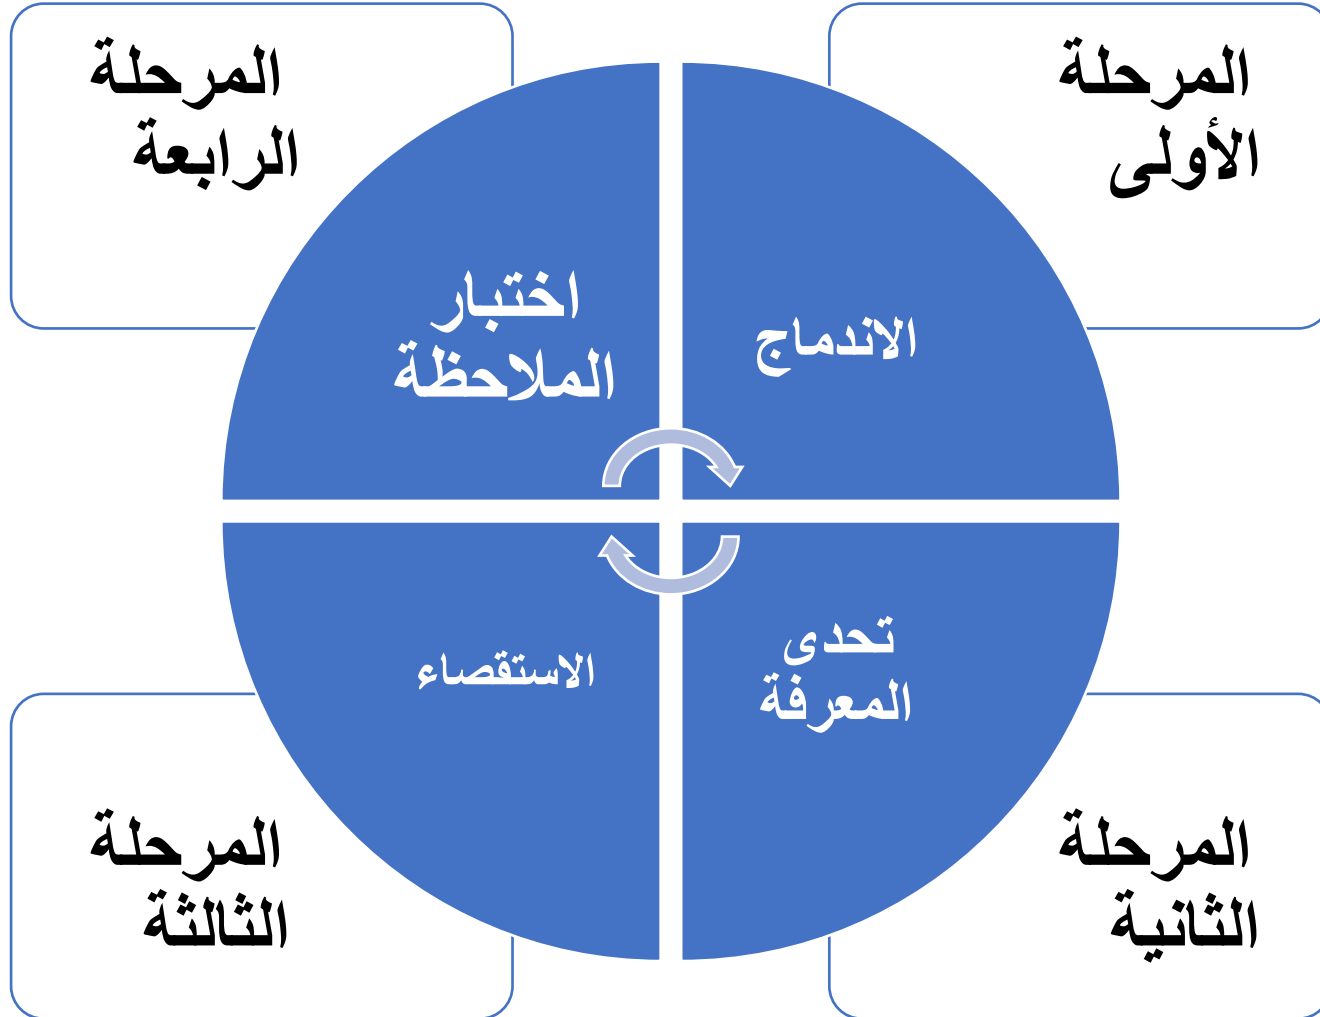 المرحلة
الأولى
الاندماج
المرحلة
الثانية
تحدى
المعرفة
المرحلة
الثالثة
الاستقصاء
المرحلة
الرابعة
اختبار
الملاحظة